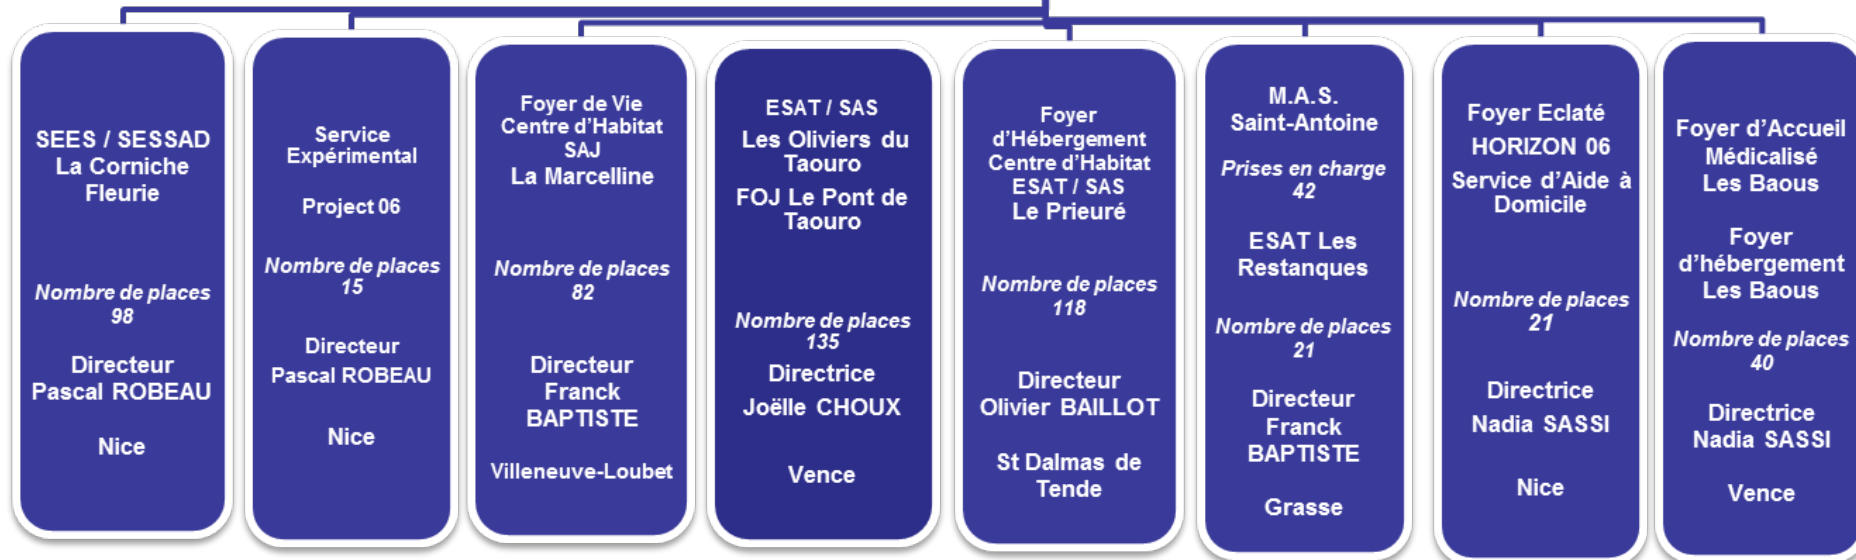 SEES / SESSAD
La Corniche
Fleurie
Nombre de places
98
Directeur
Pascal ROBEAU
Nice
Service
Expérimental
Project 06
Nombre de places
15
Directeur
Pascal ROBEAU
Nice
Foyer de Vie
Centre d’Habitat
SAJ
La Marcelline
Nombre de places
82
Directeur
Franck
BAPTISTE
Villeneuve-Loubet
ESAT / SAS
Les Oliviers du
Taouro
FOJ Le Pont de
Taouro
Nombre de places
135
Directrice
Joëlle CHOUX
Vence
Foyer
d’Hébergement
Centre d’Habitat
ESAT / SAS
Le Prieuré
Nombre de places
118
Directeur
Olivier BAILLOT
St Dalmas de
Tende
M.A.S.
Saint-Antoine
Prises en charge
42
ESAT Les
Restanques
Nombre de places
21
Directeur
Franck
BAPTISTE
Grasse
Foyer Eclaté
HORIZON 06
Service d’Aide à
Domicile
Nombre de places
21
Directrice
Nadia SASSI
Nice
Foyer d’Accueil
Médicalisé
Les Baous
Foyer
d’hébergement
Les Baous
Nombre de places
40
Directrice
Nadia SASSI
Vence